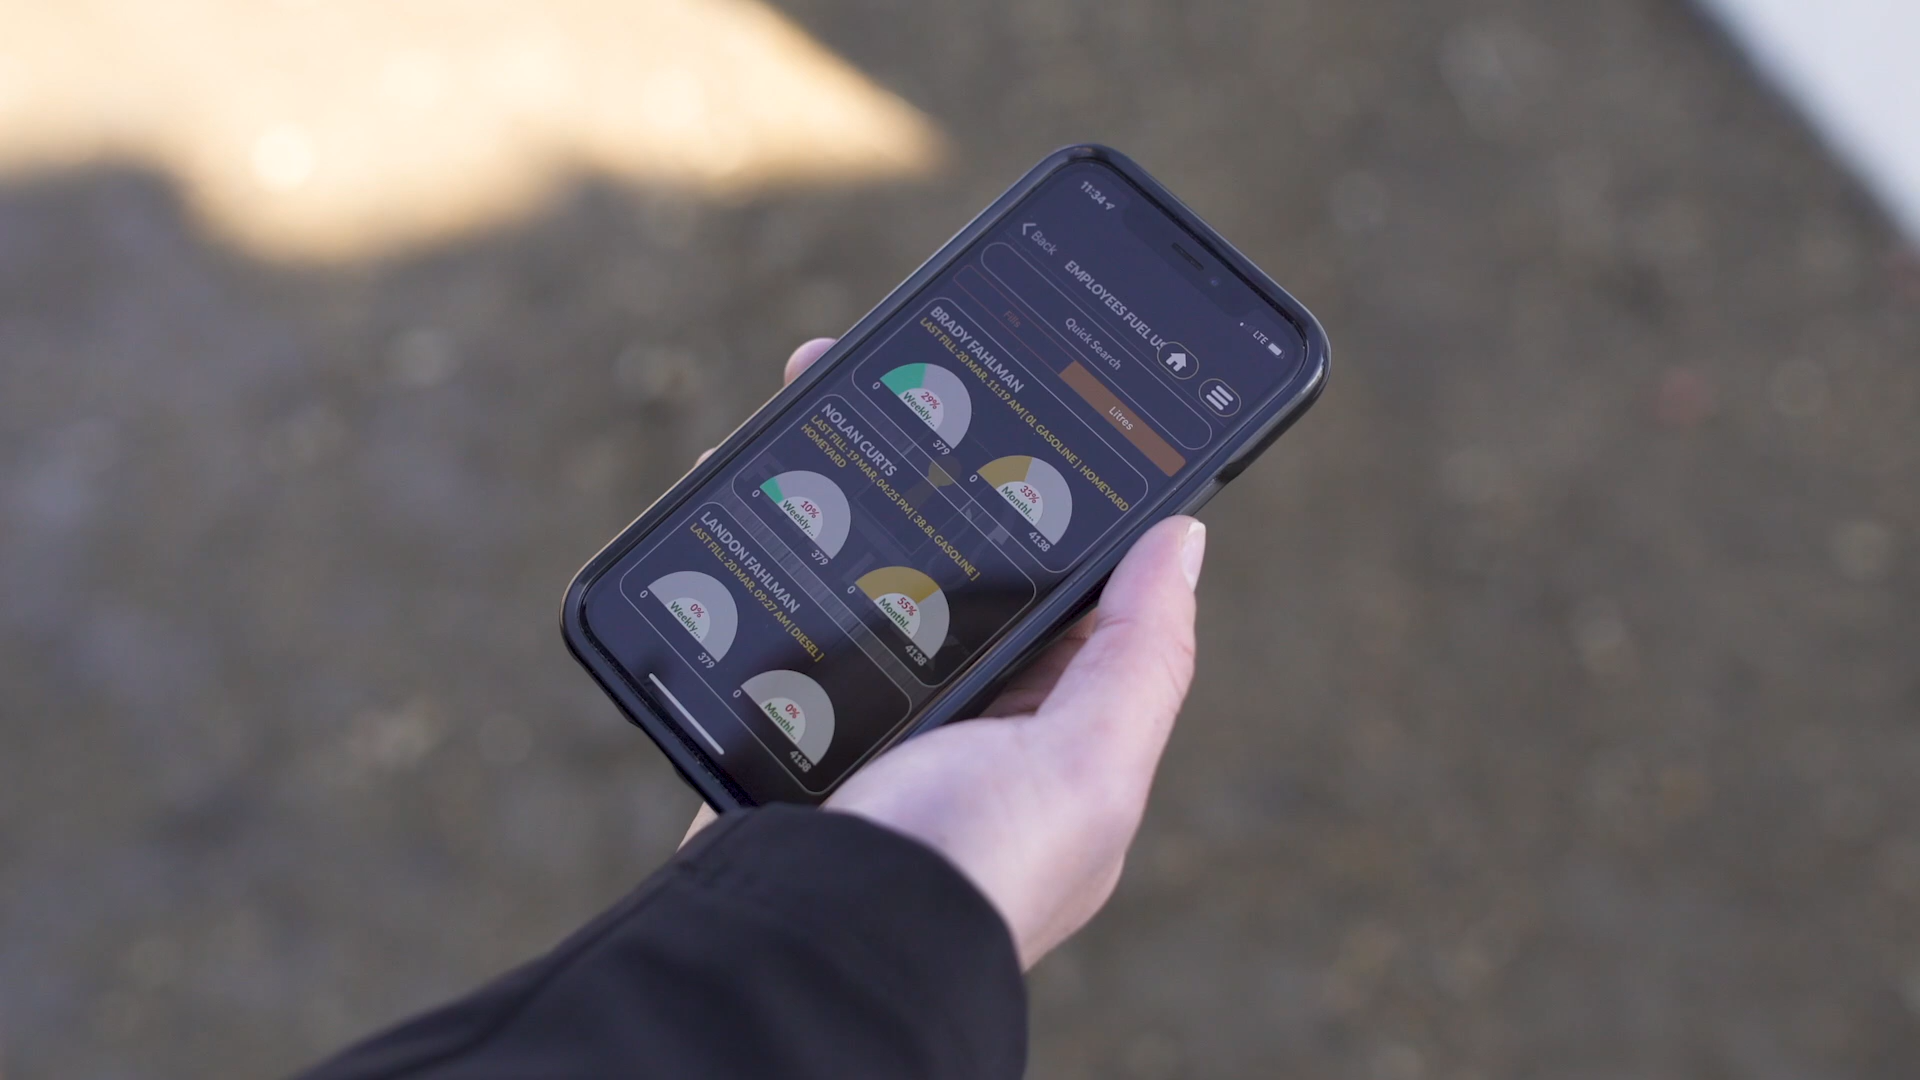 11:34
LTE
Back
EMPLOYEES FUEL US
Quick Search
Fills
Litres
BRADY FAHLMAN
LAST FILL: 20 MAR, 11:19 AM [ 0L GASOLINE ] HOMEYARD
29%
Weekly...
0
379
33%
Monthl...
0
4138
NOLAN CURTS
LAST FILL: 19 MAR, 04:25 PM [ 38.8L GASOLINE ]
HOMEYARD
10%
Weekly...
0
379
55%
Monthl...
0
4138
LANDON FAHLMAN
LAST FILL: 20 MAR, 09:27 AM [ DIESEL ]
0%
Weekly...
0
379
0%
Monthl...
0
4138